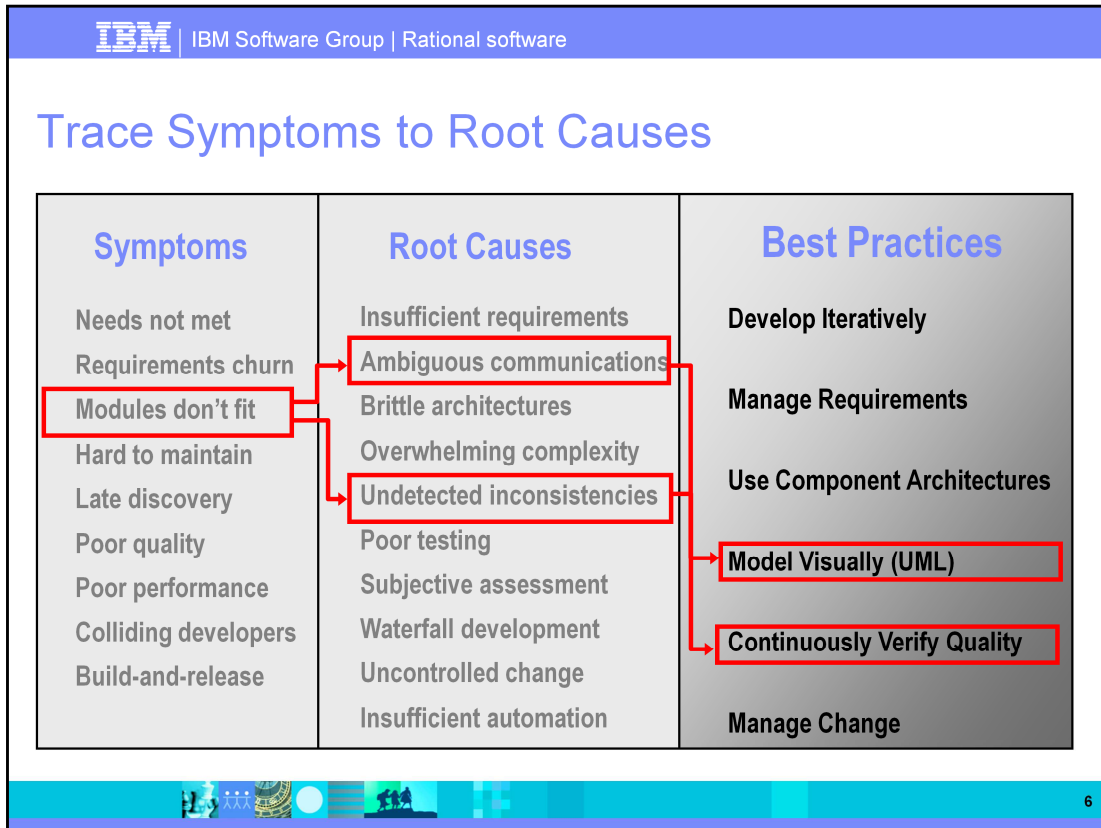 IBM | IBM Software Group | Rational software
Trace Symptoms to Root Causes
Symptoms
Needs not met
Requirements churn
Modules don’t fit
Hard to maintain
Late discovery
Poor quality
Poor performance
Colliding developers
Build-and-release
Root Causes
Insufficient requirements
Ambiguous communications
Brittle architectures
Overwhelming complexity
Undetected inconsistencies
Poor testing
Subjective assessment
Waterfall development
Uncontrolled change
Insufficient automation
Best Practices
Develop Iteratively
Manage Requirements
Use Component Architectures
Model Visually (UML)
Continuously Verify Quality
Manage Change
6